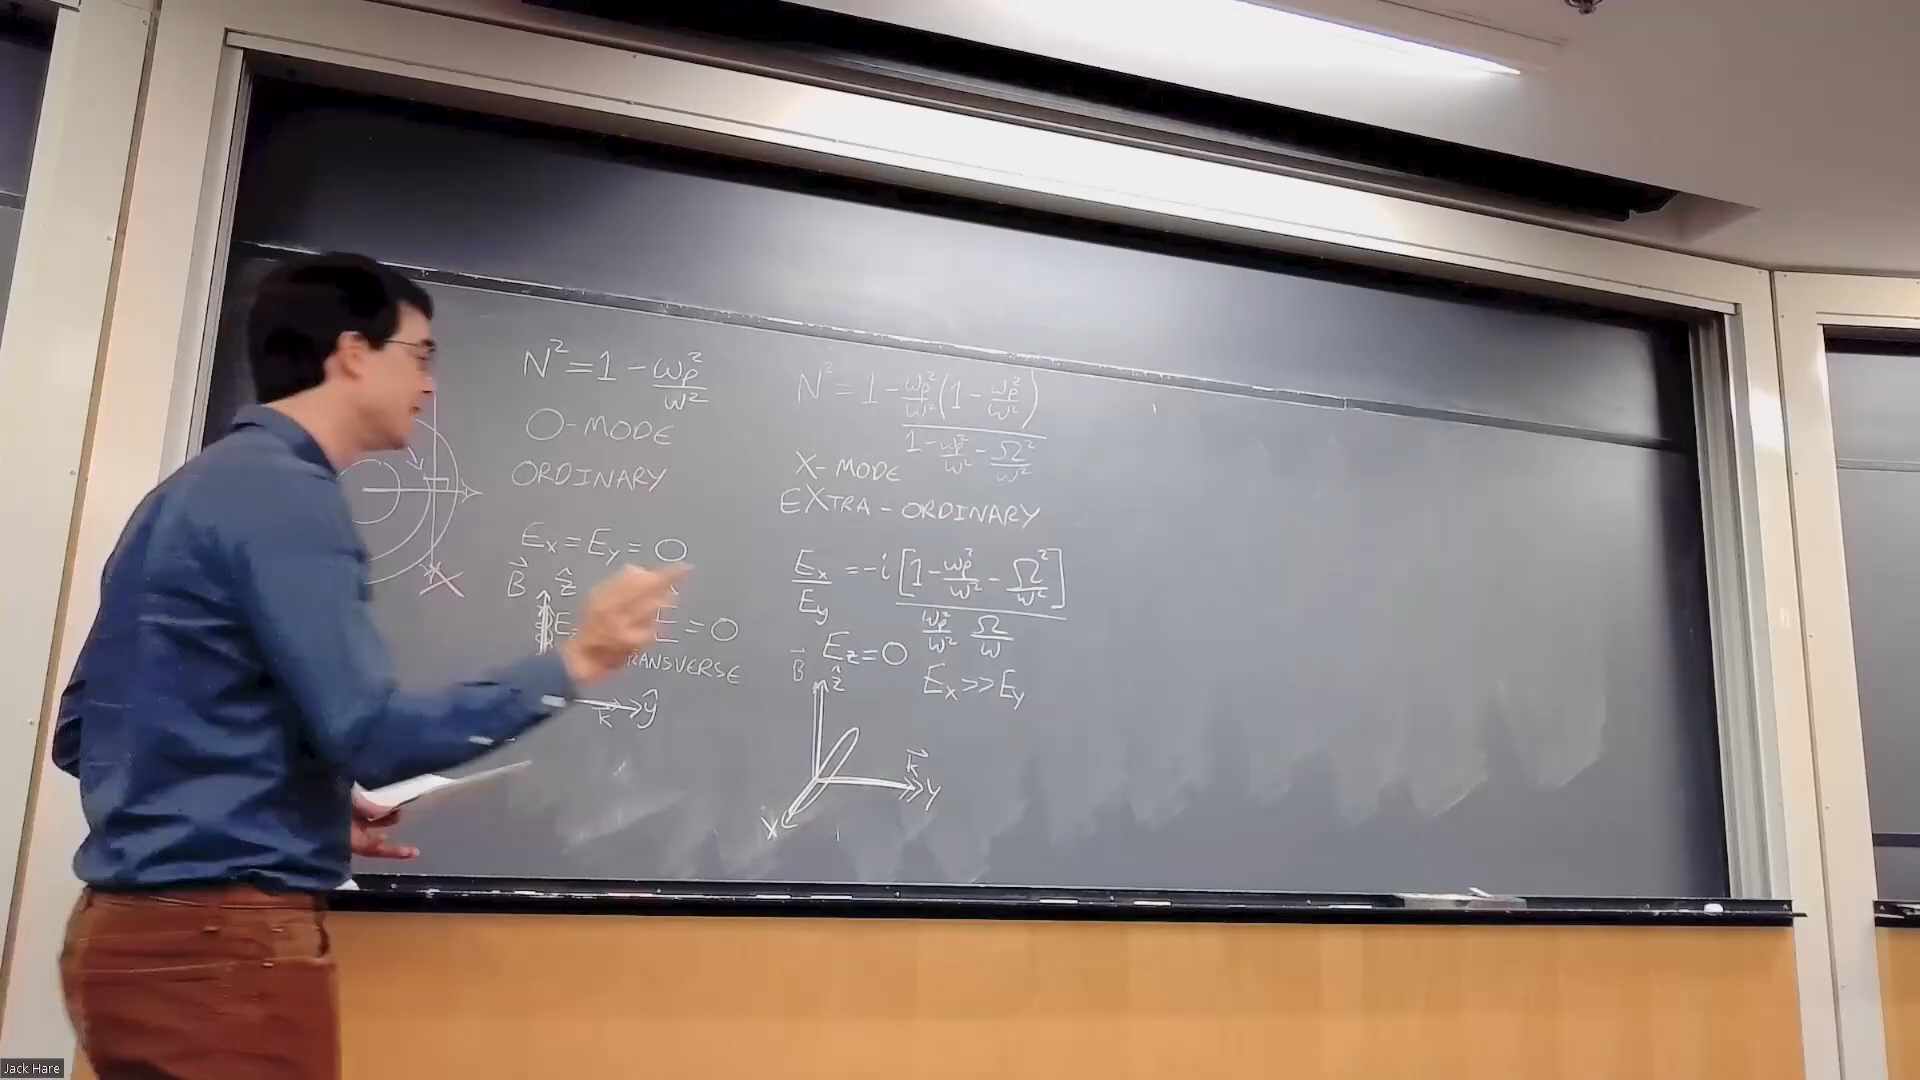 N² = 1 - ωp²/ω²
O-MODE
ORDINARY
Ex = Ey = 0
B⃗ ẑ
E = 0
TRANSVERSE
k⃗ ŷ
N² = 1 - ωp²/ω² (1 - ωp²/ω²) / (1 - ωp²/ω² - Ω²/ω²)
X-MODE
EXTRA-ORDINARY
Ex/Ey = -i [1 - ωp²/ω² - Ω²/ω²] / (ωp²/ω² Ω/ω)
Ez = 0
Ex >> Ey
B⃗ ẑ
k⃗
y
x
Jack Hare